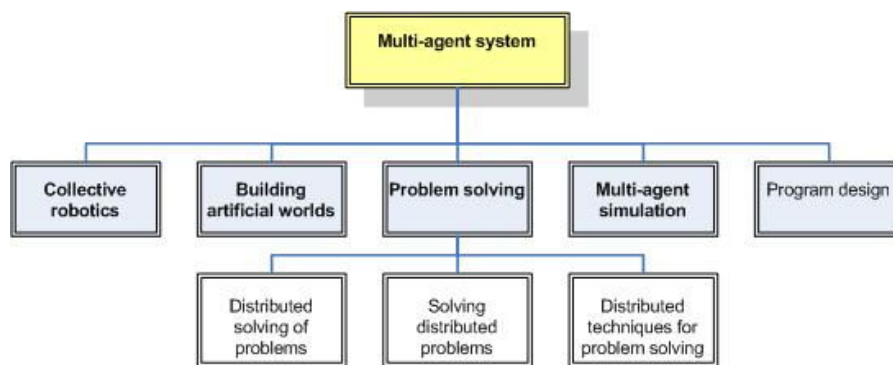 Multi-agent system
Collective
robotics
Building
artificial worlds
Problem solving
Multi-agent
simulation
Program design
Distributed
solving of
problems
Solving
distributed
problems
Distributed
techniques for
problem solving